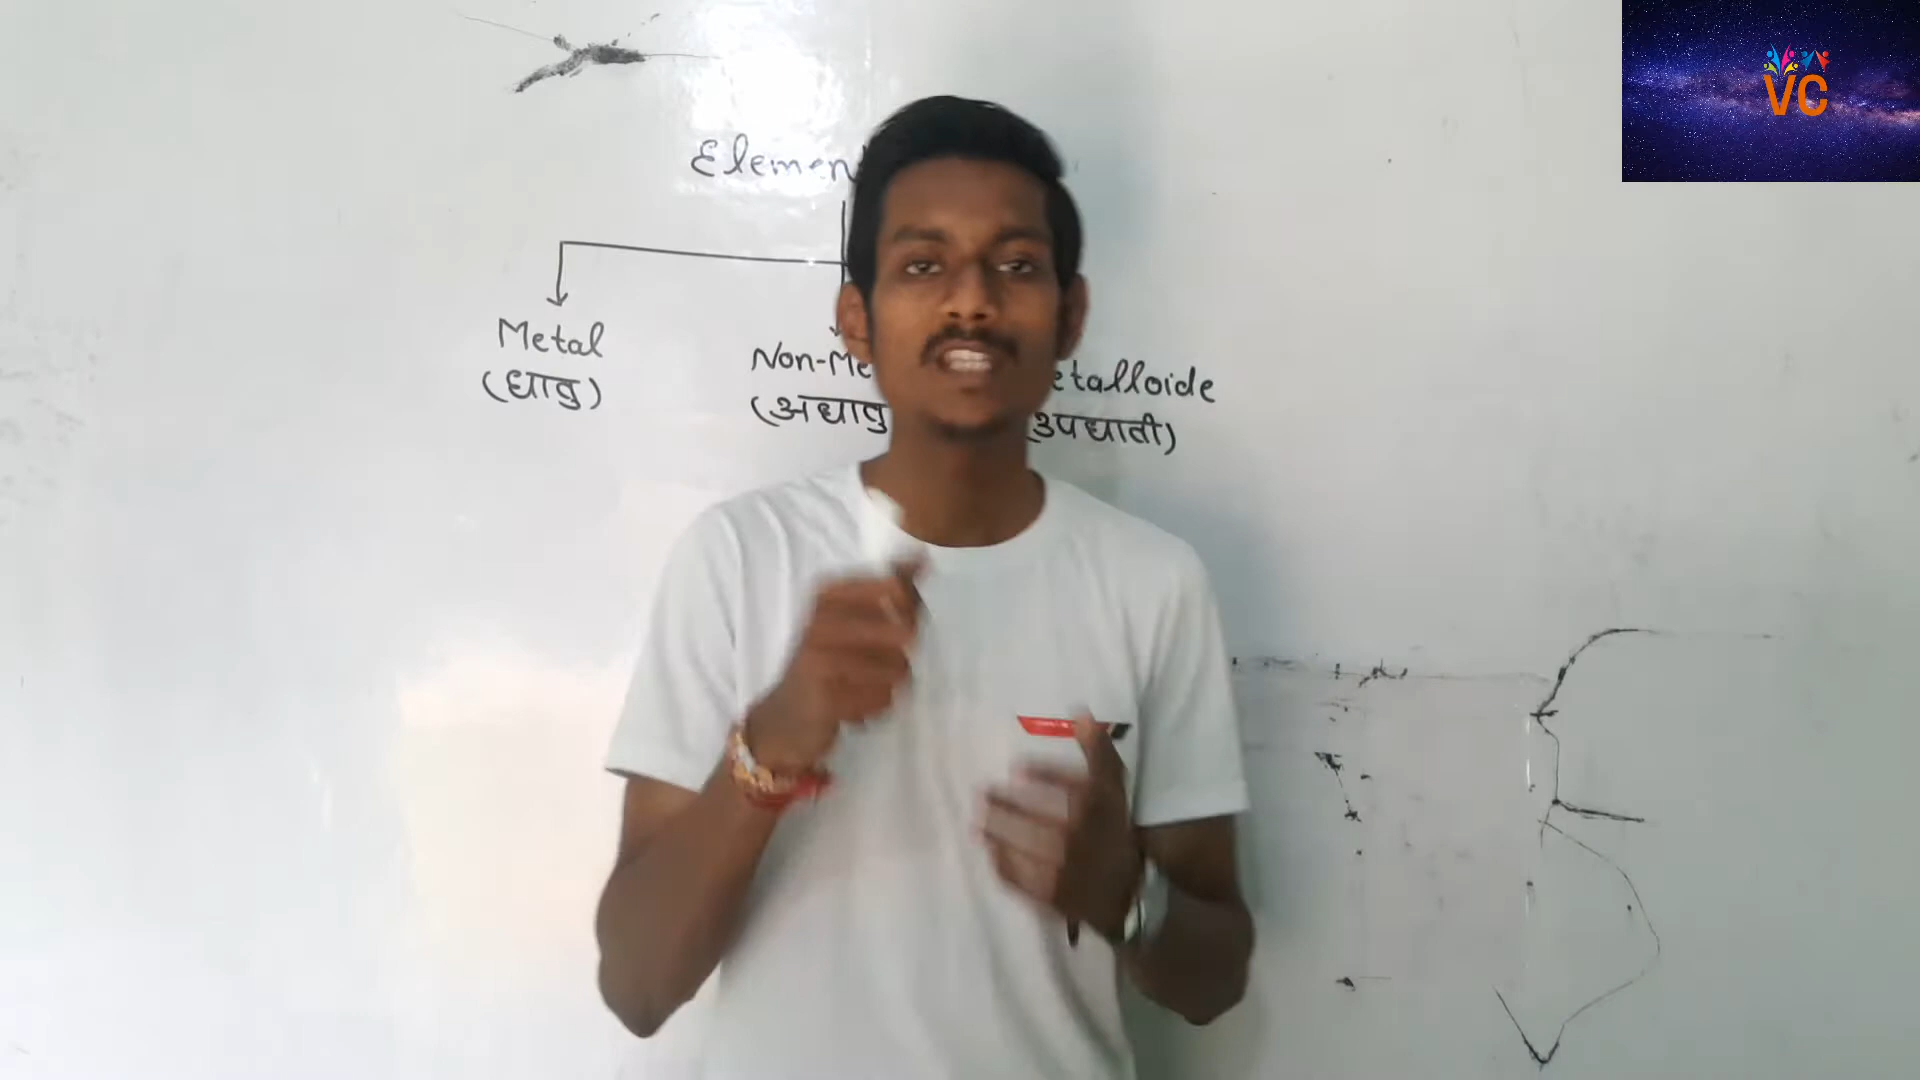 VC
Elemen
Metal
(धातु)
Non-Me
(अधातु
etalloide
(उपधाती)